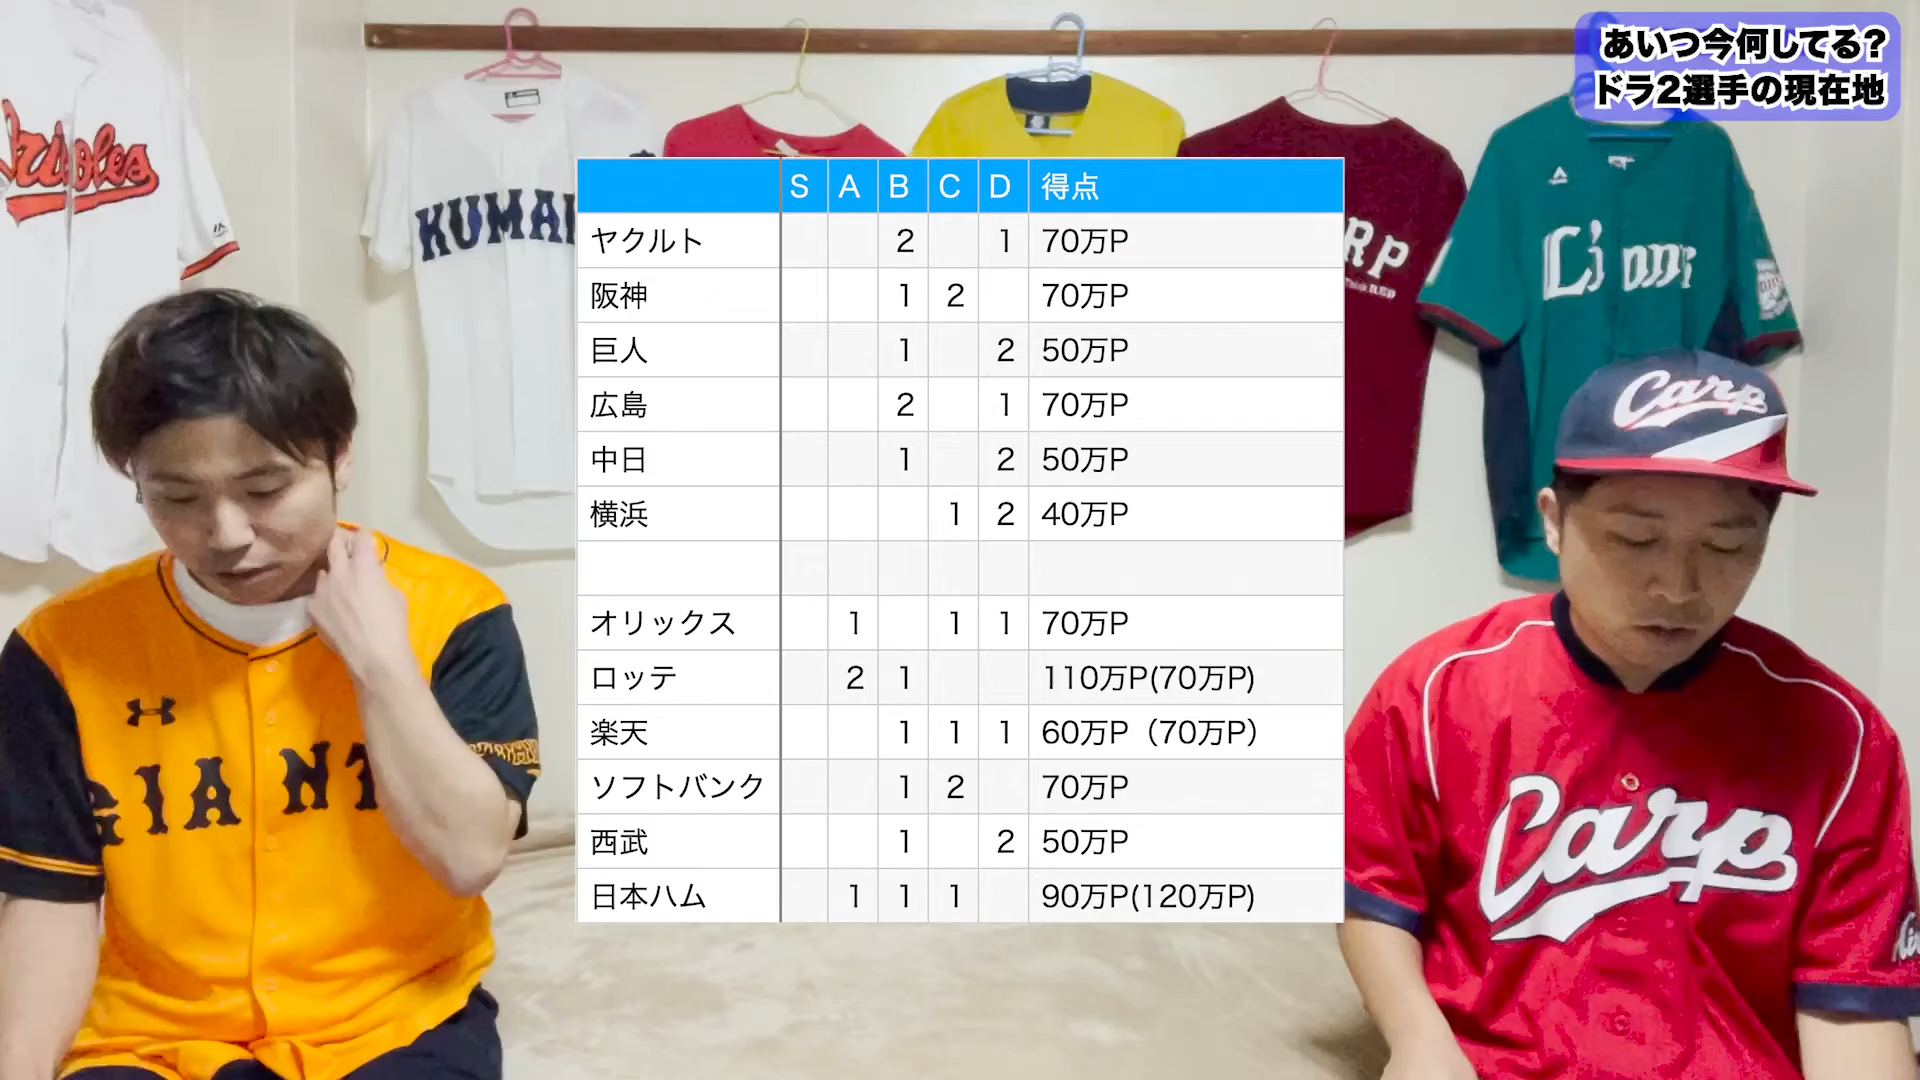 あいつ今何してる?
ドラ2選手の現在地
Orioles
KUMA
RP
Lions
S A B C D 得点
ヤクルト 2 1 70万P
阪神 1 2 70万P
巨人 1 2 50万P
広島 2 1 70万P
中日 1 2 50万P
横浜 1 2 40万P
オリックス 1 1 1 70万P
ロッテ 2 1 110万P(70万P)
楽天 1 1 1 60万P（70万P）
ソフトバンク 1 2 70万P
西武 1 2 50万P
日本ハム 1 1 1 90万P(120万P)
GIANT
Carp
Carp